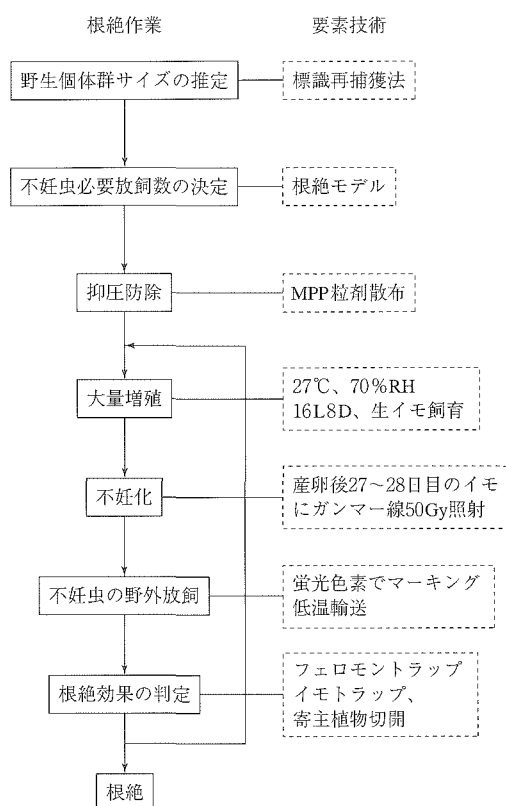 根絶作業 要素技術
野生個体群サイズの推定 標識再捕獲法
不妊虫必要放飼数の決定 根絶モデル
抑圧防除 MPP粒剤散布
大量増殖 27℃、70%RH
16L8D、生イモ飼育
不妊化 産卵後27~28日目のイモ
にガンマー線50Gy照射
不妊虫の野外放飼 蛍光色素でマーキング
低温輸送
根絶効果の判定 フェロモントラップ
イモトラップ、
寄主植物切開
根絶